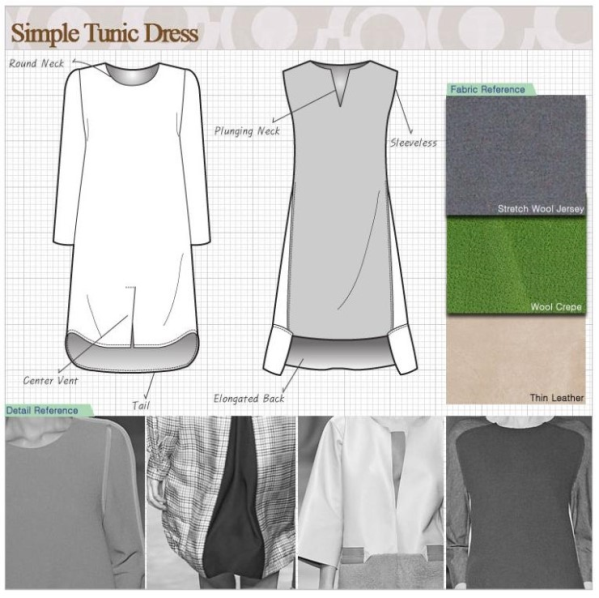 Simple Tunic Dress
Round Neck
Plunging Neck
Sleeveless
Center Vent
Tail
Elongated Back
Fabric Reference
Stretch Wool Jersey
Wool Crepe
Thin Leather
Detail Reference